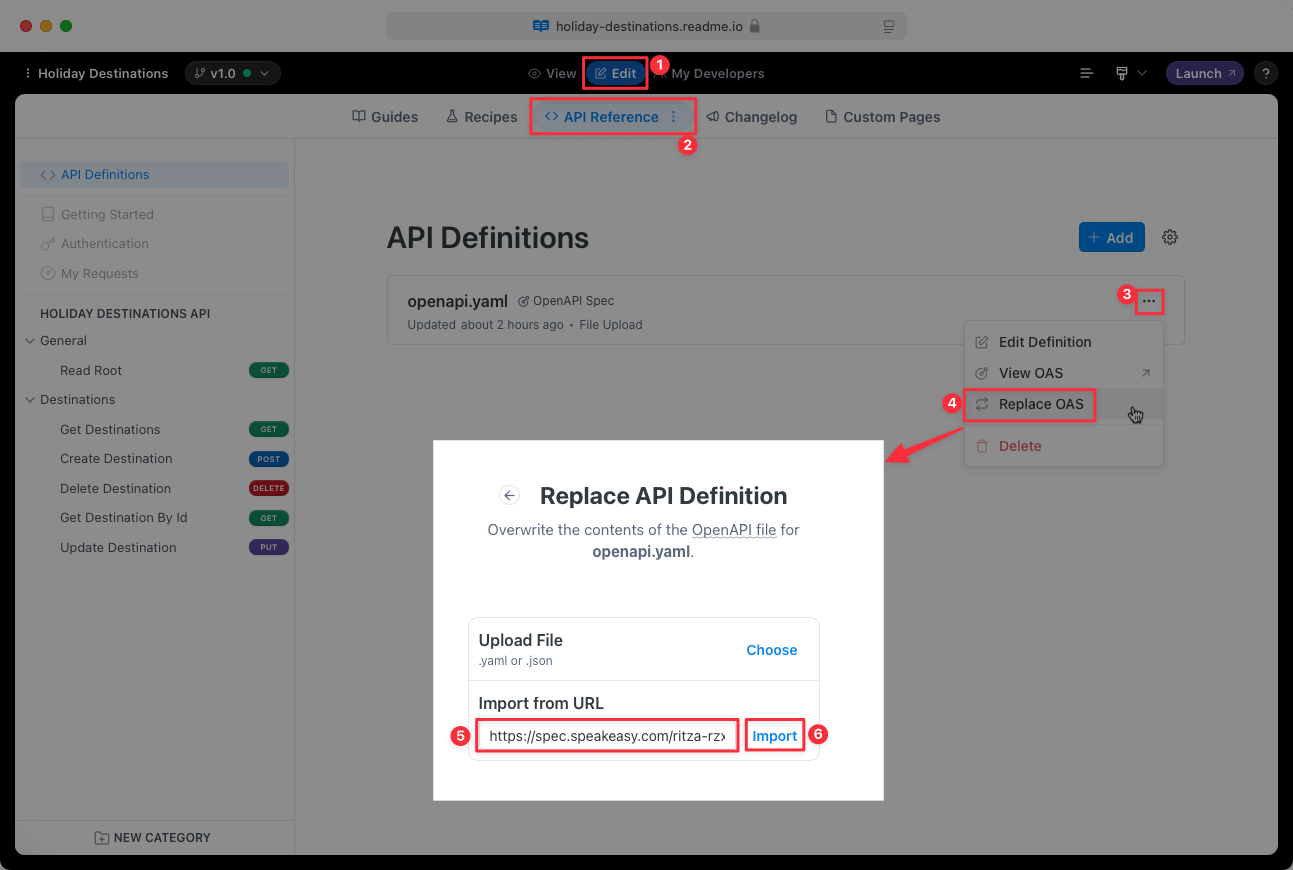 holiday-destinations.readme.io
Holiday Destinations
v1.0
View
Edit
1
My Developers
Launch
?
Guides
Recipes
API Reference
2
Changelog
Custom Pages
API Definitions
Getting Started
Authentication
My Requests
HOLIDAY DESTINATIONS API
General
Read Root GET
Destinations
Get Destinations GET
Create Destination POST
Delete Destination DELETE
Get Destination By Id GET
Update Destination PUT
NEW CATEGORY
API Definitions
+ Add
openapi.yaml OpenAPI Spec
Updated about 2 hours ago • File Upload
3
Edit Definition
View OAS
4
Replace OAS
Delete
Replace API Definition
Overwrite the contents of the OpenAPI file for
openapi.yaml.
Upload File
.yaml or .json
Choose
Import from URL
5
https://spec.speakeasy.com/ritza-rzx
Import
6